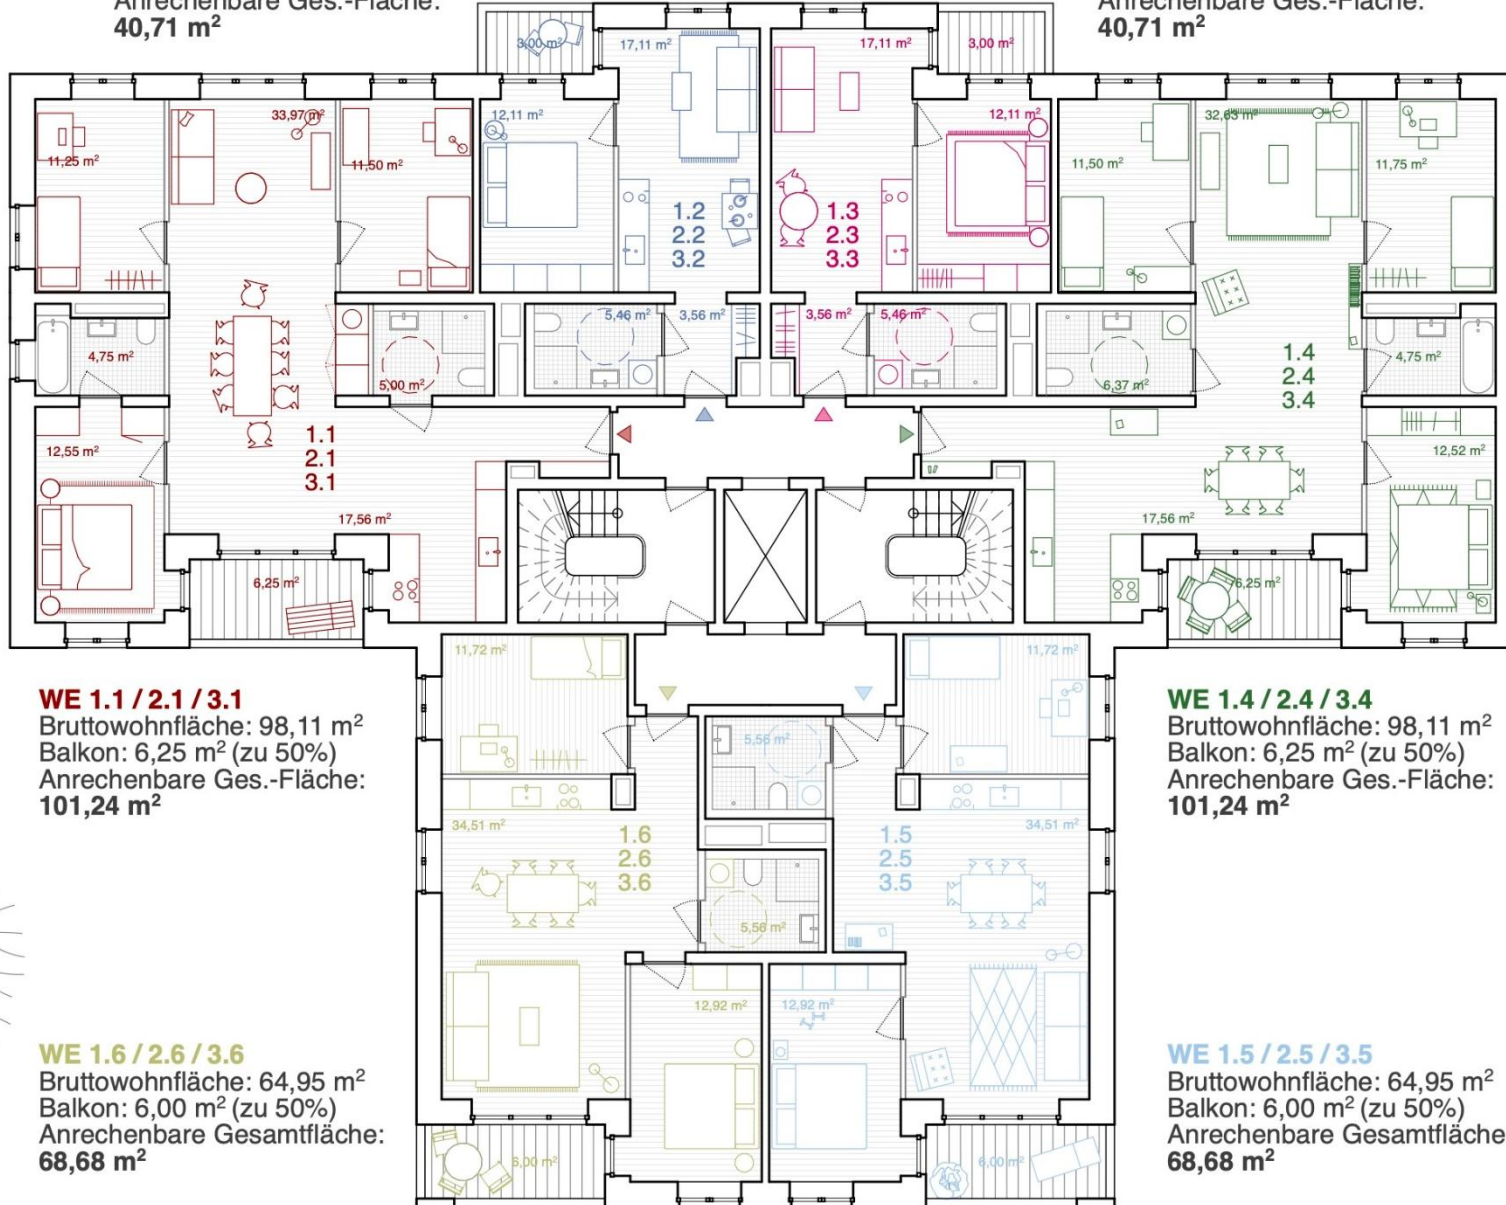 Anrechenbare Ges.-Fläche:
40,71 m²
Anrechenbare Ges.-Fläche:
40,71 m²
3,00 m²
17,11 m²
17,11 m²
3,00 m²
11,25 m²
33,97 m²
11,50 m²
12,11 m²
12,11 m²
11,50 m²
32,63 m²
11,75 m²
1.2
2.2
3.2
1.3
2.3
3.3
4,75 m²
5,00 m²
5,46 m²
3,56 m²
3,56 m²
5,46 m²
6,37 m²
4,75 m²
1.4
2.4
3.4
12,55 m²
1.1
2.1
3.1
12,52 m²
17,56 m²
17,56 m²
6,25 m²
6,25 m²
11,72 m²
11,72 m²
WE 1.1 / 2.1 / 3.1
Bruttowohnfläche: 98,11 m²
Balkon: 6,25 m² (zu 50%)
Anrechenbare Ges.-Fläche:
101,24 m²
WE 1.4 / 2.4 / 3.4
Bruttowohnfläche: 98,11 m²
Balkon: 6,25 m² (zu 50%)
Anrechenbare Ges.-Fläche:
101,24 m²
5,56 m²
34,51 m²
1.6
2.6
3.6
1.5
2.5
3.5
34,51 m²
5,56 m²
12,92 m²
12,92 m²
WE 1.6 / 2.6 / 3.6
Bruttowohnfläche: 64,95 m²
Balkon: 6,00 m² (zu 50%)
Anrechenbare Gesamtfläche:
68,68 m²
WE 1.5 / 2.5 / 3.5
Bruttowohnfläche: 64,95 m²
Balkon: 6,00 m² (zu 50%)
Anrechenbare Gesamtfläche
68,68 m²
6,00 m²
6,00 m²